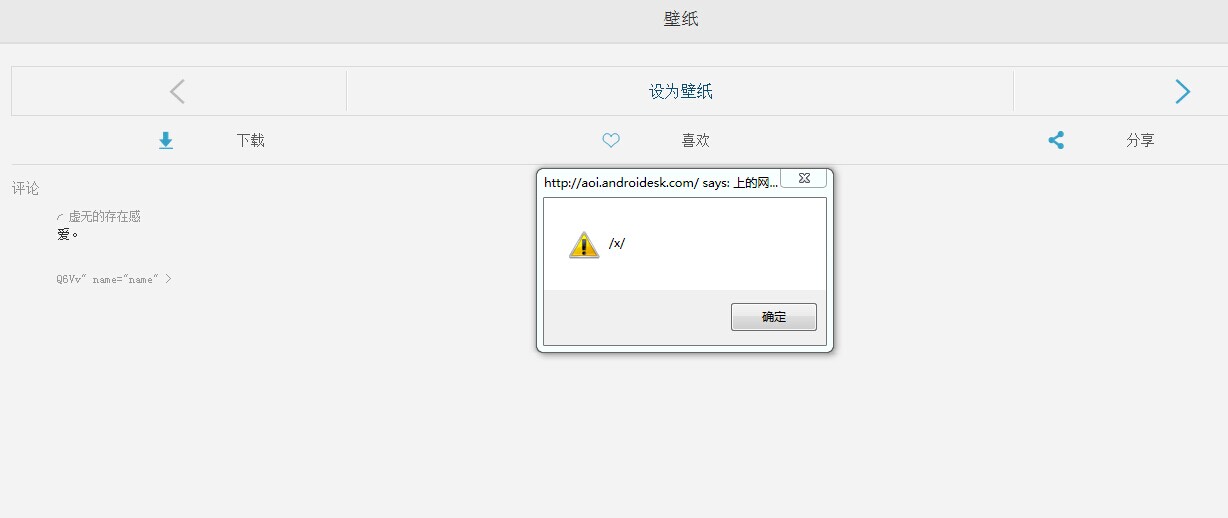 壁纸
设为壁纸
下载 喜欢 分享
评论
╭ 虚无的存在感
爱。
Q6Vv" name="name" >
http://aoi.androidesk.com/ says: 上的网...
/x/
确定